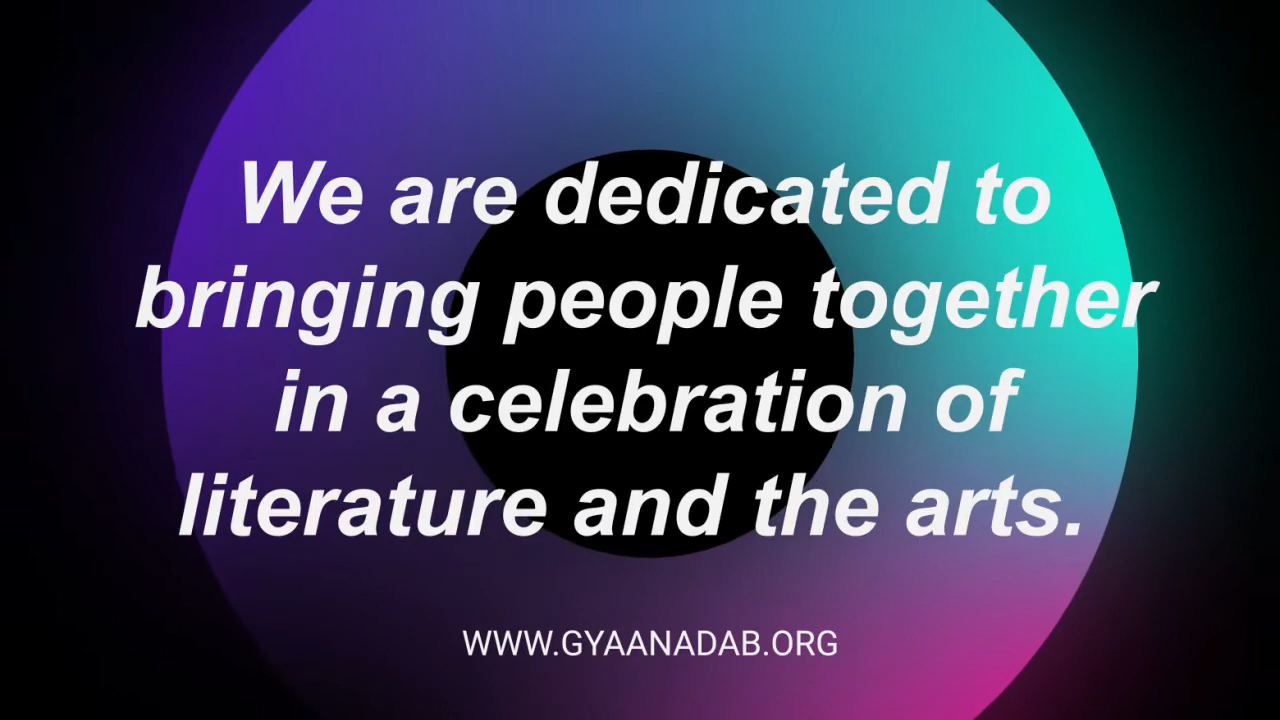 We are dedicated to
bringing people together
in a celebration of
literature and the arts.
WWW.GYAANADAB.ORG